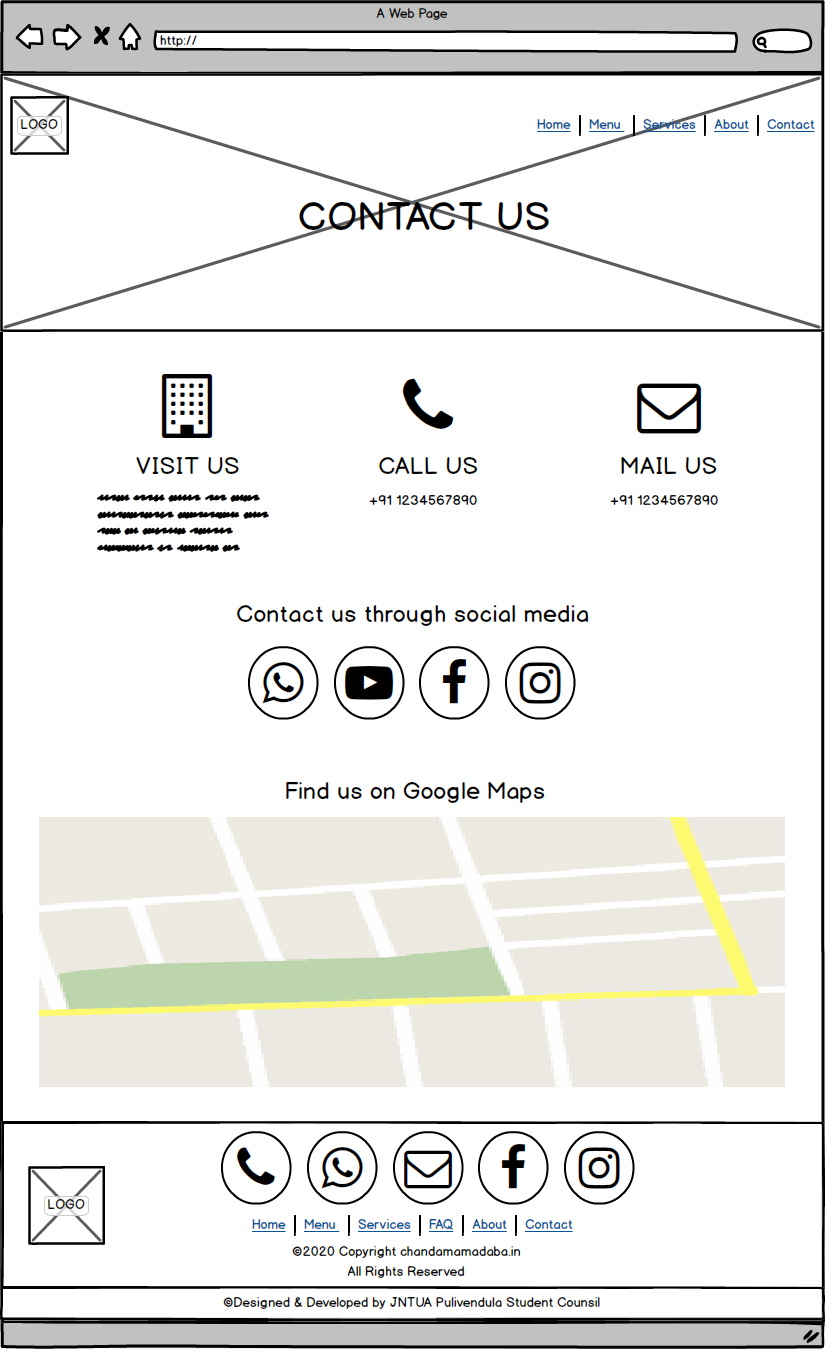 A Web Page
http://
LOGO
Home Menu Services About Contact
CONTACT US
VISIT US CALL US MAIL US
+91 1234567890 +91 1234567890
Contact us through social media
Find us on Google Maps
LOGO
Home Menu Services FAQ About Contact
©2020 Copyright chandamamadaba.in
All Rights Reserved
©Designed & Developed by JNTUA Pulivendula Student Counsil